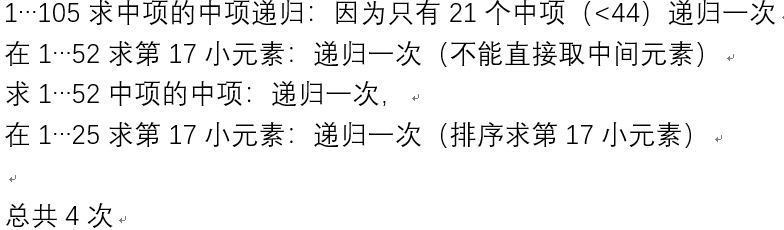 1…105 求中项的中项递归：因为只有 21 个中项（<44）递归一次
在 1…52 求第 17 小元素：递归一次（不能直接取中间元素）
求 1…52 中项的中项：递归一次，
在 1…25 求第 17 小元素：递归一次（排序求第 17 小元素）
总共 4 次